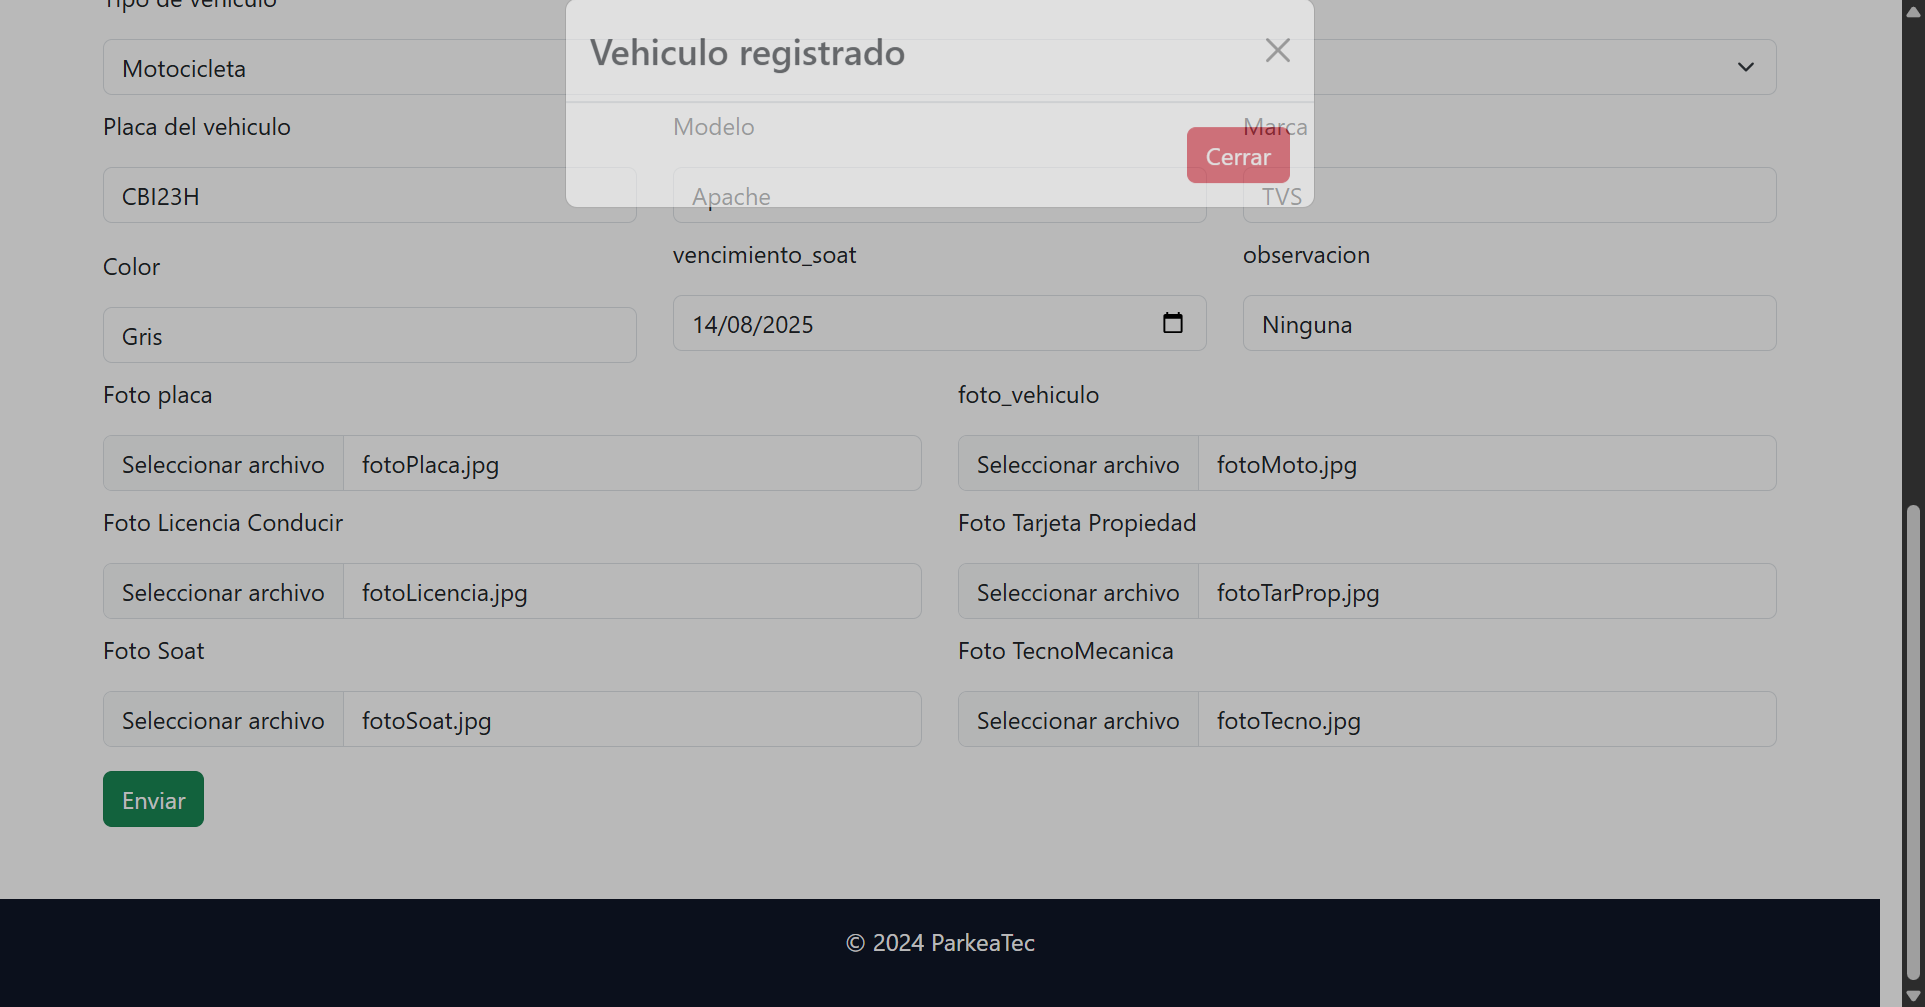 Tipo de vehiculo
Vehiculo registrado
Motocicleta
Placa del vehiculo
Modelo
Marca
Cerrar
CBI23H
Apache
TVS
Color
vencimiento_soat
observacion
Gris
14/08/2025
Ninguna
Foto placa
foto_vehiculo
Seleccionar archivo fotoPlaca.jpg
Seleccionar archivo fotoMoto.jpg
Foto Licencia Conducir
Foto Tarjeta Propiedad
Seleccionar archivo fotoLicencia.jpg
Seleccionar archivo fotoTarProp.jpg
Foto Soat
Foto TecnoMecanica
Seleccionar archivo fotoSoat.jpg
Seleccionar archivo fotoTecno.jpg
Enviar
© 2024 ParkeaTec